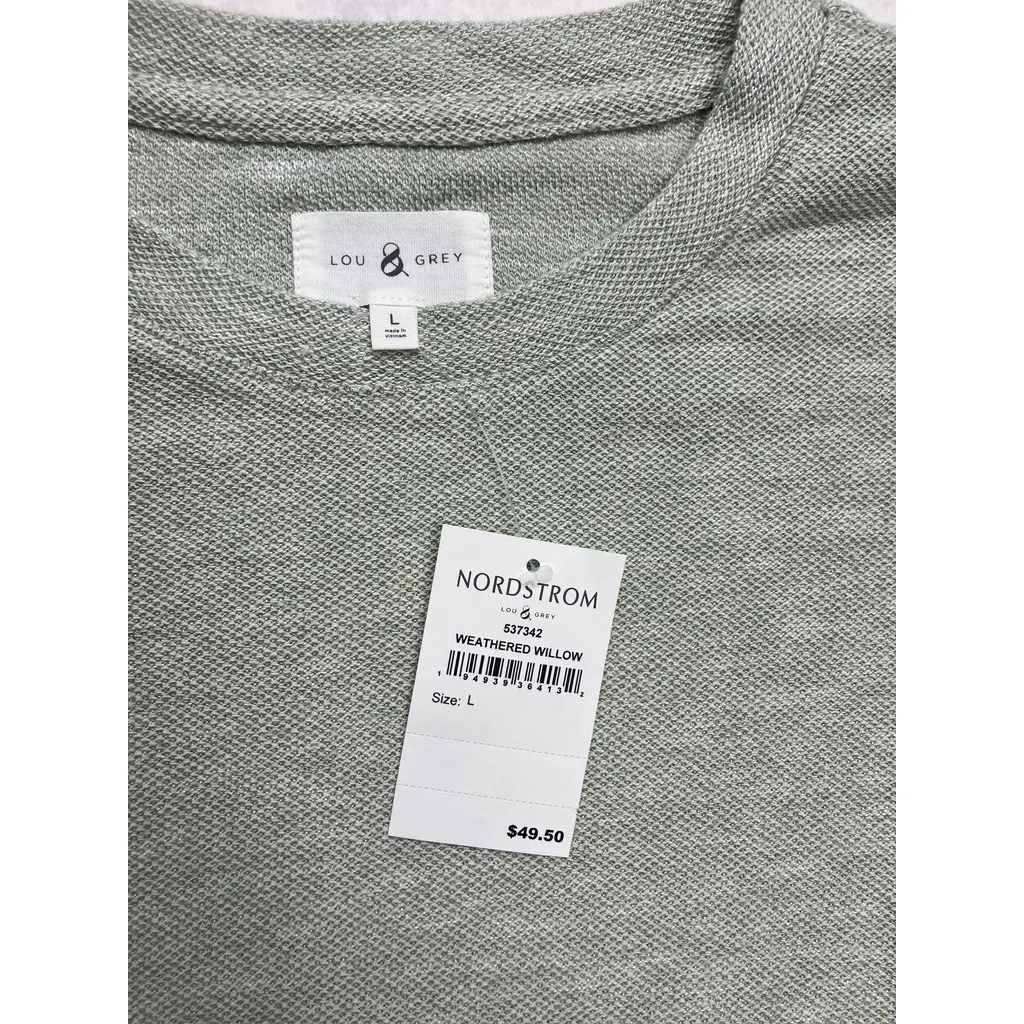 LOU & GREY
L
made in
vietnam
NORDSTROM
LOU & GREY
537342
WEATHERED WILLOW
1 94939 36413 2
Size: L
$49.50